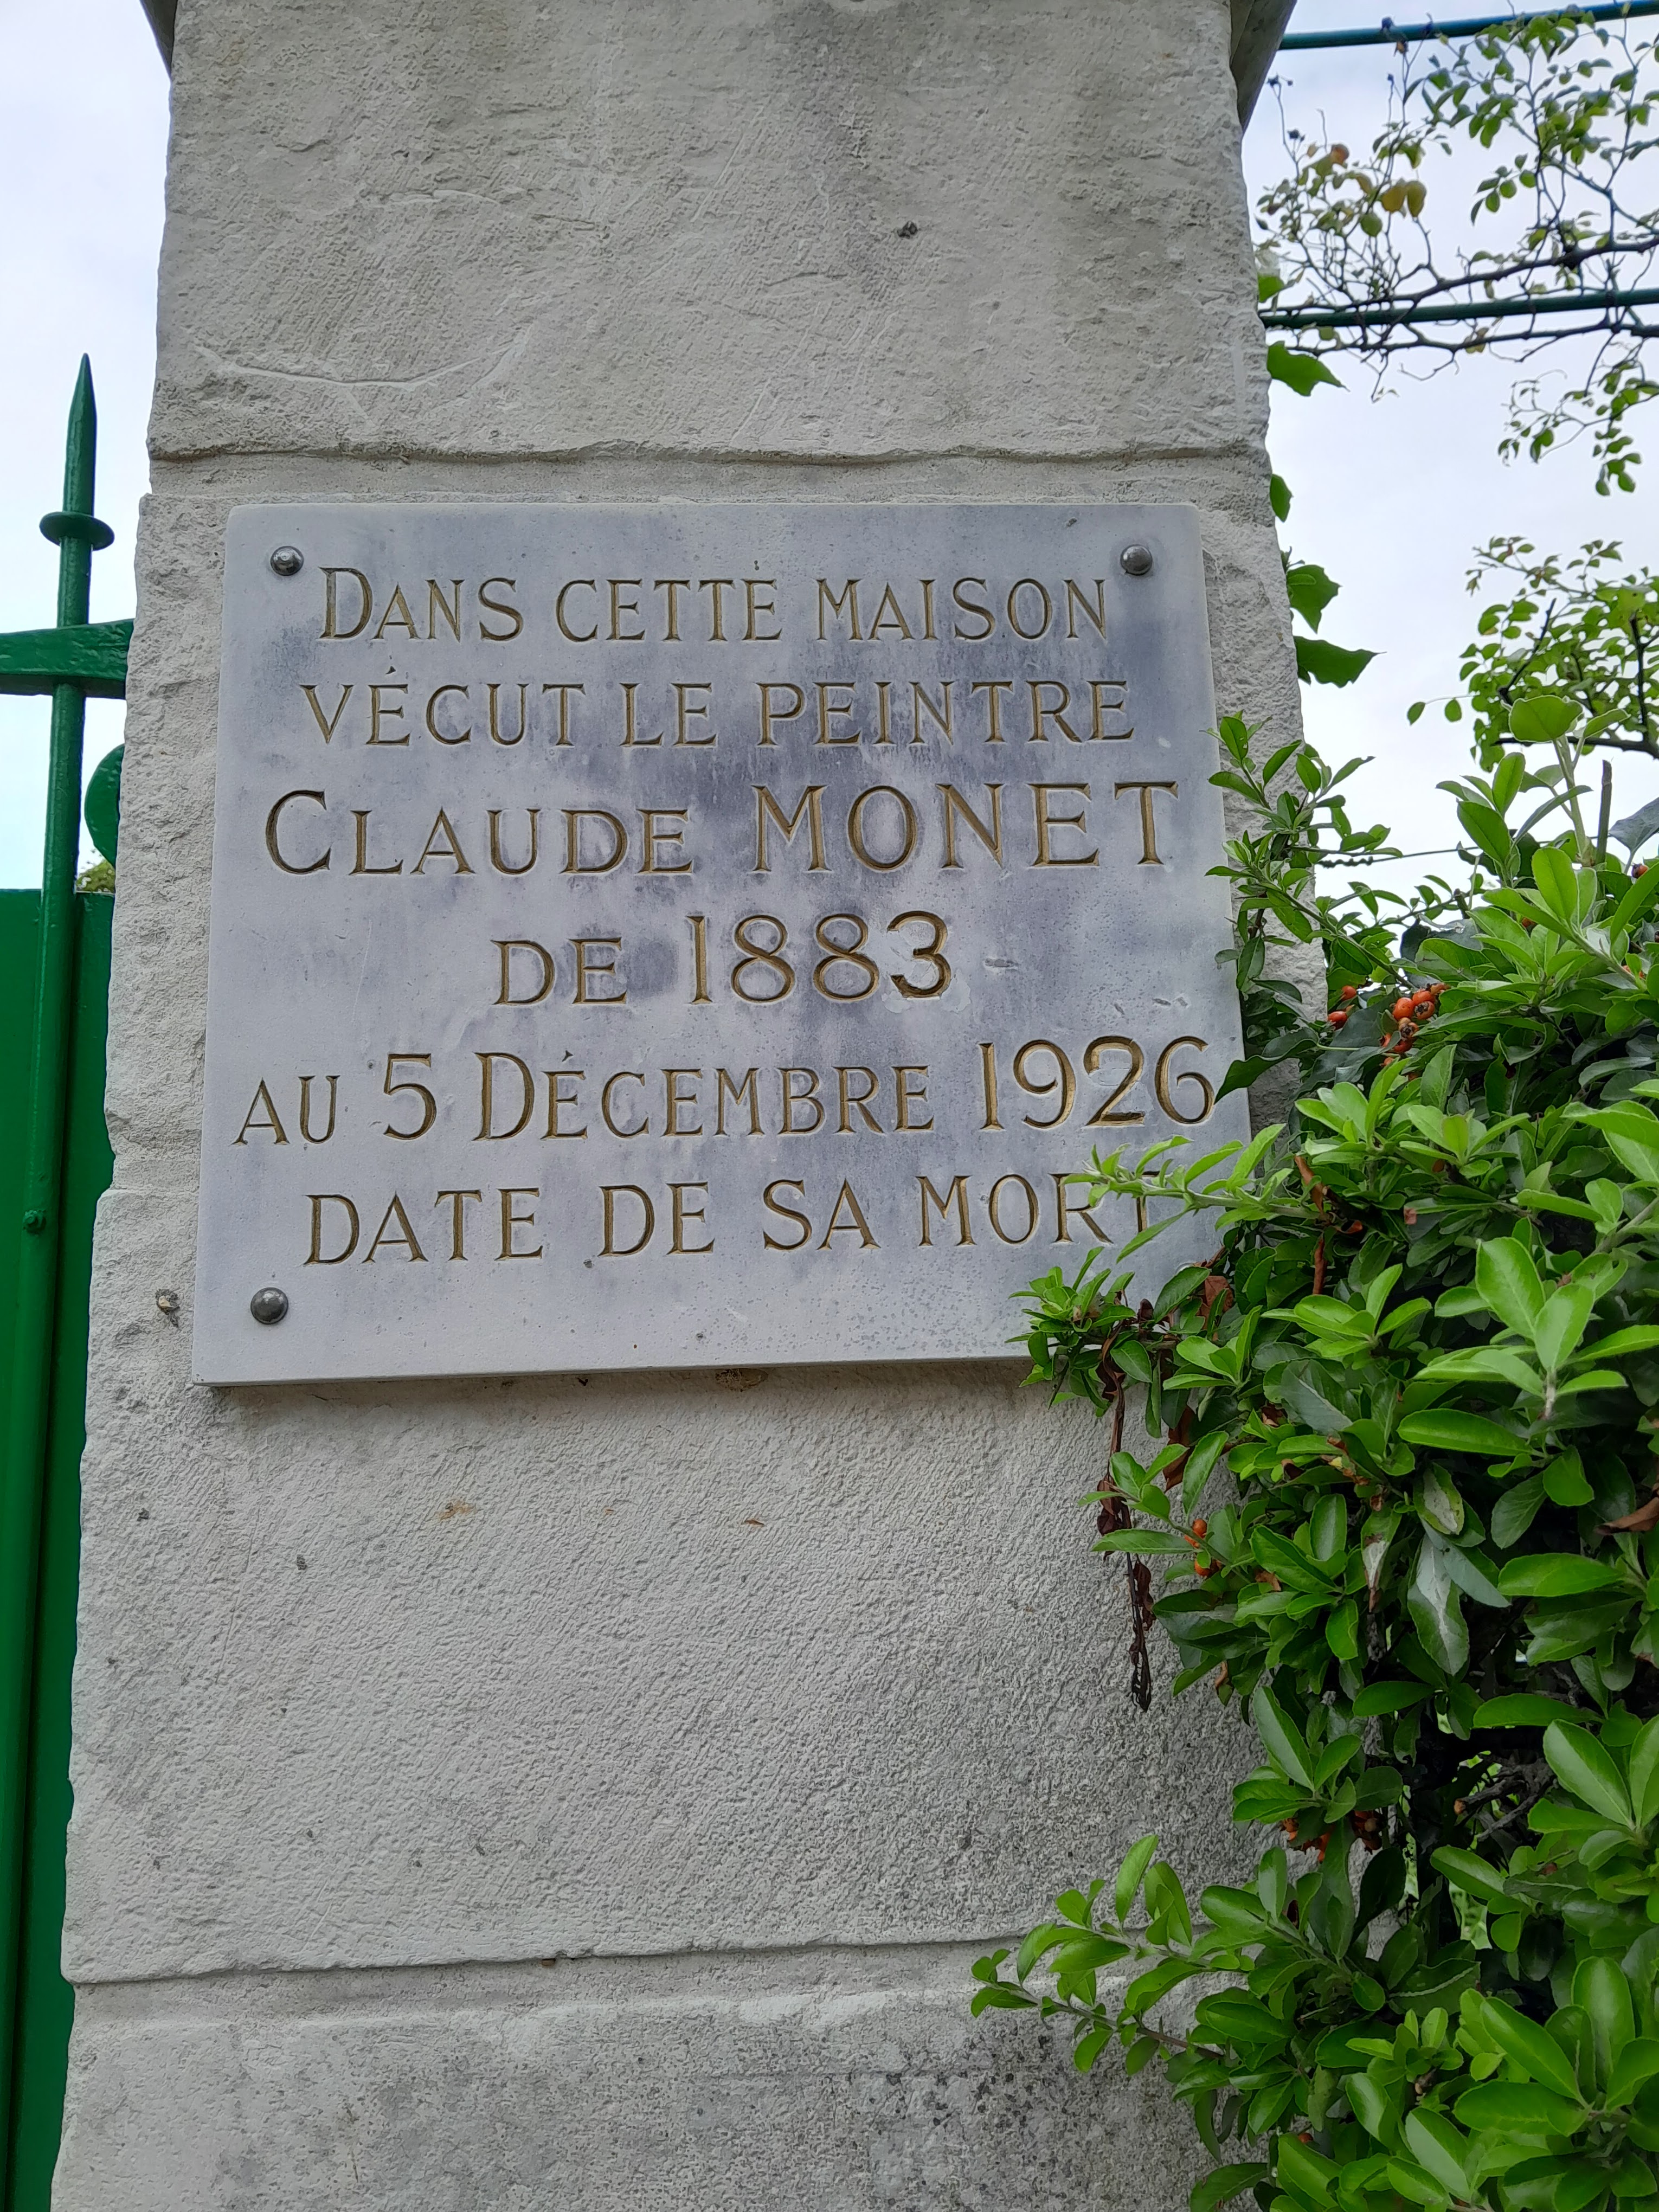 DANS CETTE MAISON
VÉCUT LE PEINTRE
CLAUDE MONET
DE 1883
AU 5 DÉCEMBRE 1926
DATE DE SA MORT